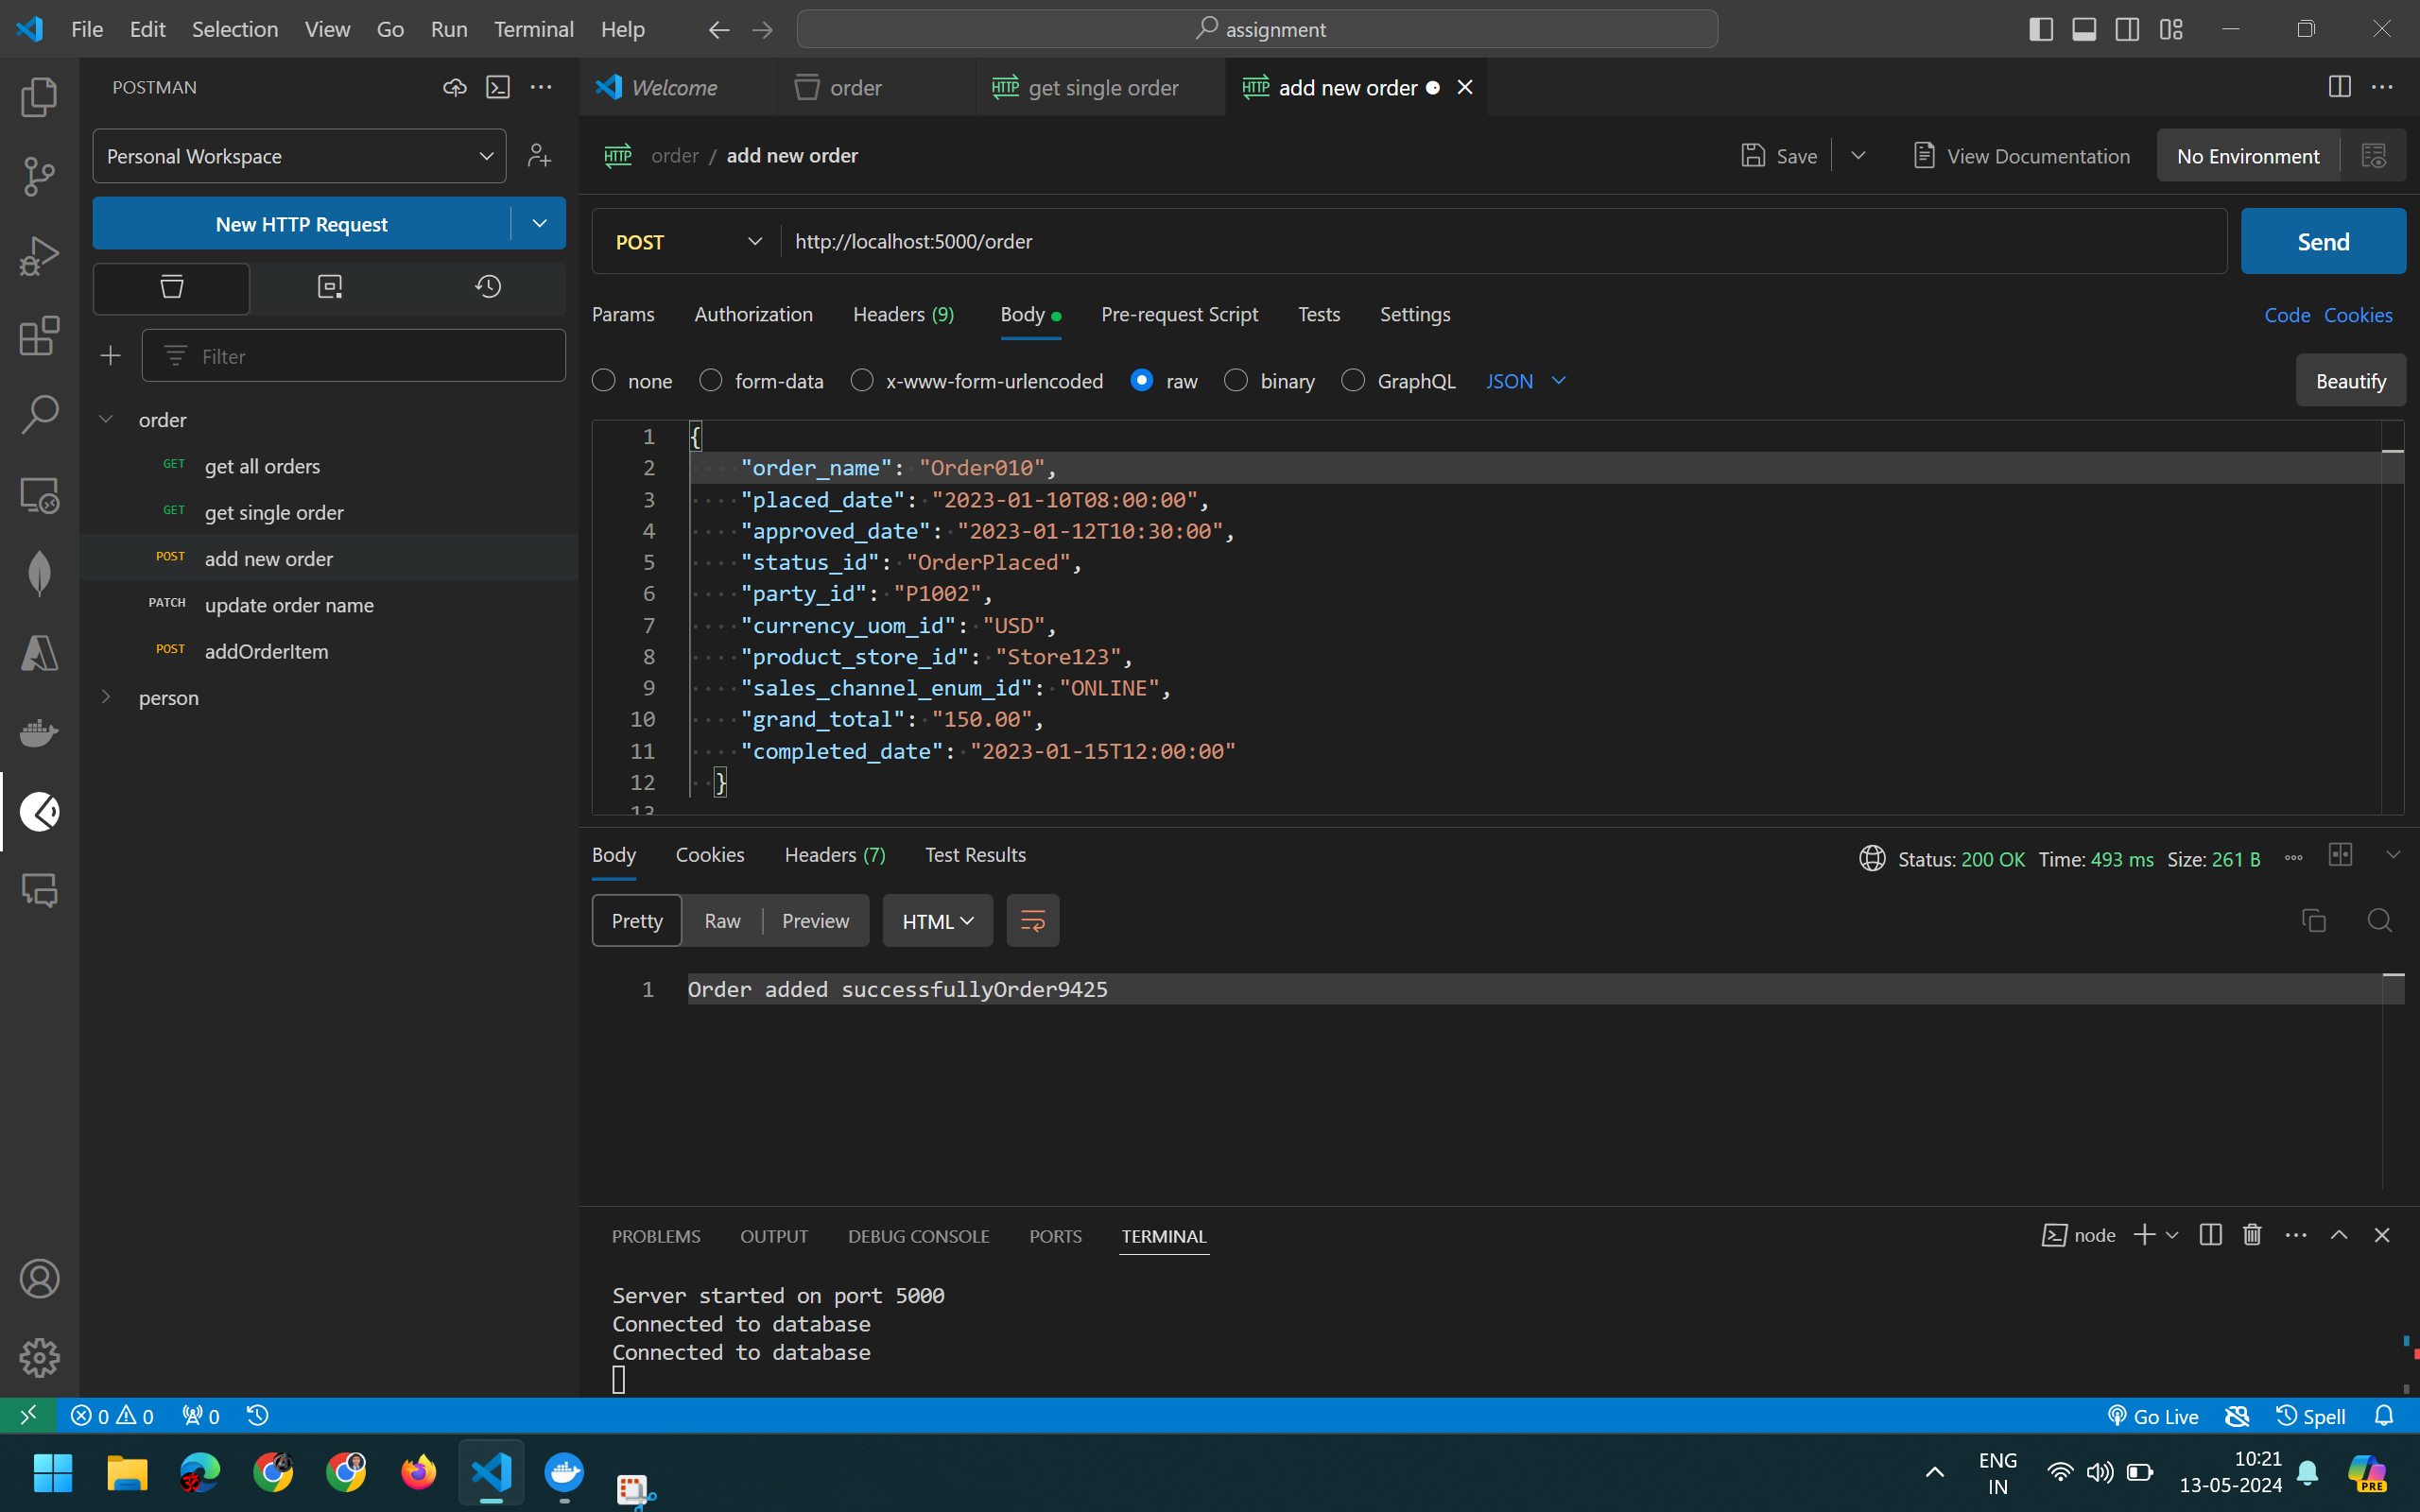 File Edit Selection View Go Run Terminal Help
assignment
POSTMAN
Welcome
order
HTTP get single order
HTTP add new order
Personal Workspace
HTTP order / add new order
Save
View Documentation
No Environment
New HTTP Request
POST
http://localhost:5000/order
Send
Params Authorization Headers (9) Body Pre-request Script Tests Settings
Code Cookies
Filter
none form-data x-www-form-urlencoded raw binary GraphQL JSON
Beautify
order
GET get all orders
GET get single order
POST add new order
PATCH update order name
POST addOrderItem
person
1 {
2 "order_name": "Order010",
3 "placed_date": "2023-01-10T08:00:00",
4 "approved_date": "2023-01-12T10:30:00",
5 "status_id": "OrderPlaced",
6 "party_id": "P1002",
7 "currency_uom_id": "USD",
8 "product_store_id": "Store123",
9 "sales_channel_enum_id": "ONLINE",
10 "grand_total": "150.00",
11 "completed_date": "2023-01-15T12:00:00"
12 }
13
Body Cookies Headers (7) Test Results
Status: 200 OK Time: 493 ms Size: 261 B
Pretty Raw Preview HTML
1 Order added successfullyOrder9425
PROBLEMS OUTPUT DEBUG CONSOLE PORTS TERMINAL
node
Server started on port 5000
Connected to database
Connected to database
0 0 0
Go Live
Spell
ENG
IN
10:21
13-05-2024
PRE